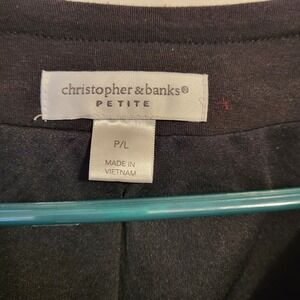 christopher & banks®
PETITE
P/L
MADE IN
VIETNAM